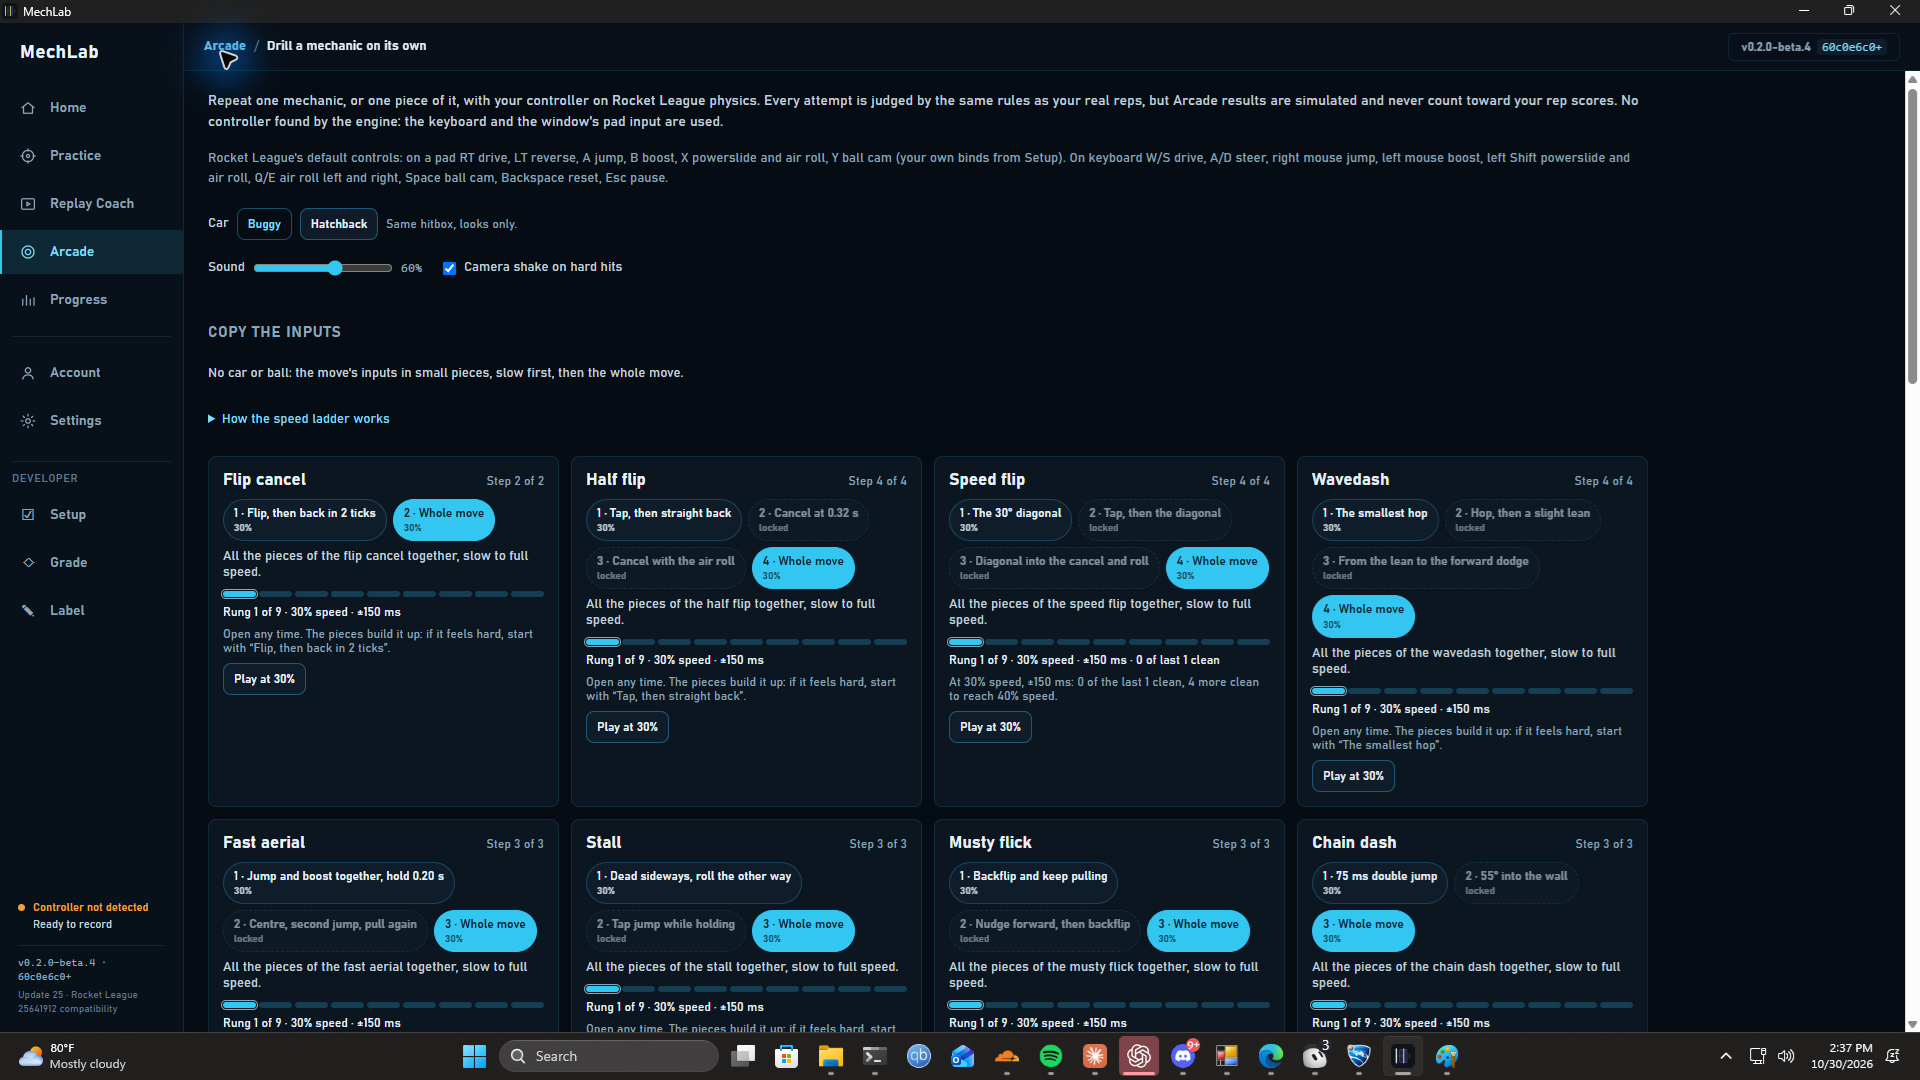 MechLab
MechLab
Arcade / Drill a mechanic on its own
v0.2.0-beta.4 60c0e6c0+
Home
Practice
Replay Coach
Arcade
Progress
Account
Settings
DEVELOPER
Setup
Grade
Label
Controller not detected
Ready to record
v0.2.0-beta.4 ·
60c0e6c0+
Update 25 · Rocket League
25641912 compatibility
Repeat one mechanic, or one piece of it, with your controller on Rocket League physics. Every attempt is judged by the same rules as your real reps, but Arcade results are simulated and never count toward your rep scores. No
controller found by the engine: the keyboard and the window's pad input are used.
Rocket League's default controls: on a pad RT drive, LT reverse, A jump, B boost, X powerslide and air roll, Y ball cam (your own binds from Setup). On keyboard W/S drive, A/D steer, right mouse jump, left mouse boost, left Shift powerslide and
air roll, Q/E air roll left and right, Space ball cam, Backspace reset, Esc pause.
Car Buggy Hatchback Same hitbox, looks only.
Sound 60% Camera shake on hard hits
COPY THE INPUTS
No car or ball: the move's inputs in small pieces, slow first, then the whole move.
How the speed ladder works
Flip cancel Step 2 of 2
1 · Flip, then back in 2 ticks
30%
2 · Whole move
30%
All the pieces of the flip cancel together, slow to full
speed.
Rung 1 of 9 · 30% speed · ±150 ms
Open any time. The pieces build it up: if it feels hard, start
with “Flip, then back in 2 ticks”.
Play at 30%
Half flip Step 4 of 4
1 · Tap, then straight back
30%
2 · Cancel at 0.32 s
locked
3 · Cancel with the air roll
locked
4 · Whole move
30%
All the pieces of the half flip together, slow to full
speed.
Rung 1 of 9 · 30% speed · ±150 ms
Open any time. The pieces build it up: if it feels hard, start
with “Tap, then straight back”.
Play at 30%
Speed flip Step 4 of 4
1 · The 30° diagonal
30%
2 · Tap, then the diagonal
locked
3 · Diagonal into the cancel and roll
locked
4 · Whole move
30%
All the pieces of the speed flip together, slow to full
speed.
Rung 1 of 9 · 30% speed · ±150 ms · 0 of last 1 clean
At 30% speed, ±150 ms: 0 of the last 1 clean, 4 more clean
to reach 40% speed.
Play at 30%
Wavedash Step 4 of 4
1 · The smallest hop
30%
2 · Hop, then a slight lean
locked
3 · From the lean to the forward dodge
locked
4 · Whole move
30%
All the pieces of the wavedash together, slow to full
speed.
Rung 1 of 9 · 30% speed · ±150 ms
Open any time. The pieces build it up: if it feels hard, start
with “The smallest hop”.
Play at 30%
Fast aerial Step 3 of 3
1 · Jump and boost together, hold 0.20 s
30%
2 · Centre, second jump, pull again
locked
3 · Whole move
30%
All the pieces of the fast aerial together, slow to full
speed.
Rung 1 of 9 · 30% speed · ±150 ms
Stall Step 3 of 3
1 · Dead sideways, roll the other way
30%
2 · Tap jump while holding
locked
3 · Whole move
30%
All the pieces of the stall together, slow to full speed.
Rung 1 of 9 · 30% speed · ±150 ms
Open any time. The pieces build it up: if it feels hard, start
Musty flick Step 3 of 3
1 · Backflip and keep pulling
30%
2 · Nudge forward, then backflip
locked
3 · Whole move
30%
All the pieces of the musty flick together, slow to full
speed.
Rung 1 of 9 · 30% speed · ±150 ms
Chain dash Step 3 of 3
1 · 75 ms double jump
30%
2 · 55° into the wall
locked
3 · Whole move
30%
All the pieces of the chain dash together, slow to full
speed.
Rung 1 of 9 · 30% speed · ±150 ms
80°F
Mostly cloudy
Search
qb
9+
3
2:37 PM
10/30/2026